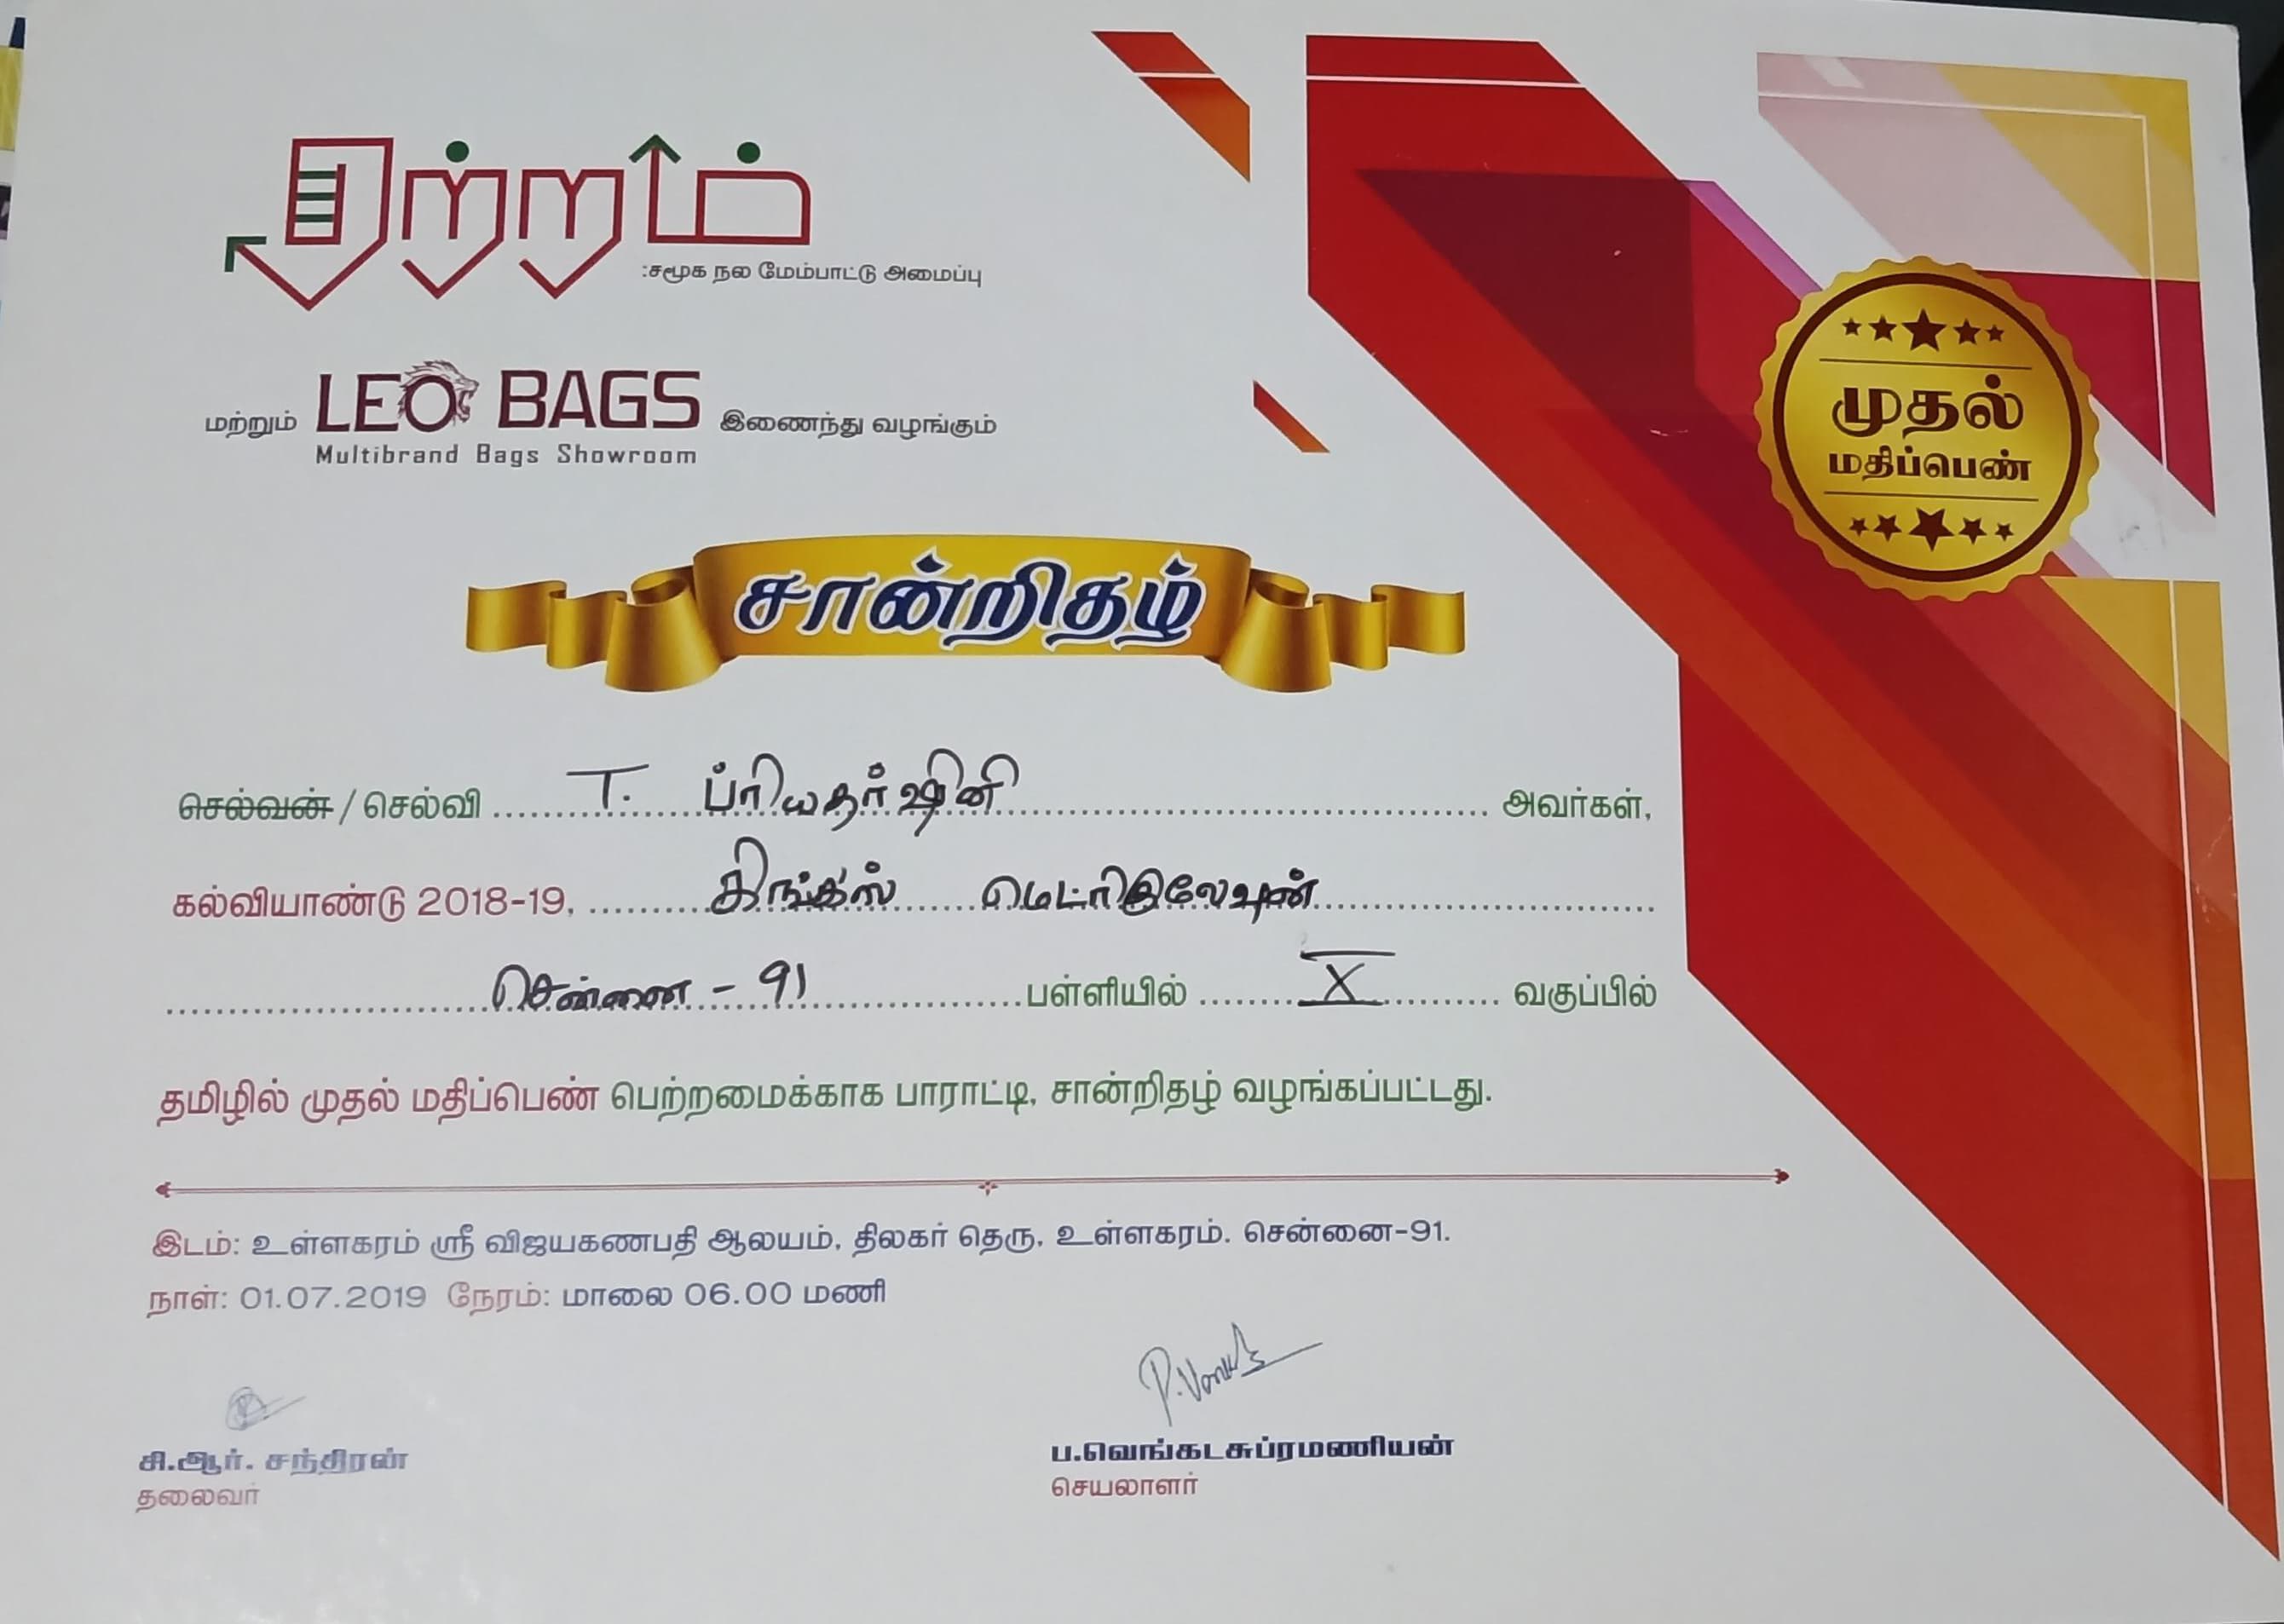 ஏற்றம்
:சமூக நல மேம்பாட்டு அமைப்பு
மற்றும் LEO BAGS இணைந்து வழங்கும்
Multibrand Bags Showroom
முதல்
மதிப்பெண்
சான்றிதழ்
செல்வன் / செல்வி T. ப்ரியதர்ஷினி அவர்கள்,
கல்வியாண்டு 2018-19, கிங்க்ஸ் மெட்ரிகுலேஷன்
சென்னை - 91 பள்ளியில் X வகுப்பில்
தமிழில் முதல் மதிப்பெண் பெற்றமைக்காக பாராட்டி, சான்றிதழ் வழங்கப்பட்டது.
இடம்: உள்ளகரம் ஸ்ரீ விஜயகணபதி ஆலயம், திலகர் தெரு, உள்ளகரம். சென்னை-91.
நாள்: 01.07.2019 நேரம்: மாலை 06.00 மணி
சி.ஆர். சந்திரன்
தலைவர்
ப.வெங்கடசுப்ரமணியன்
செயலாளர்